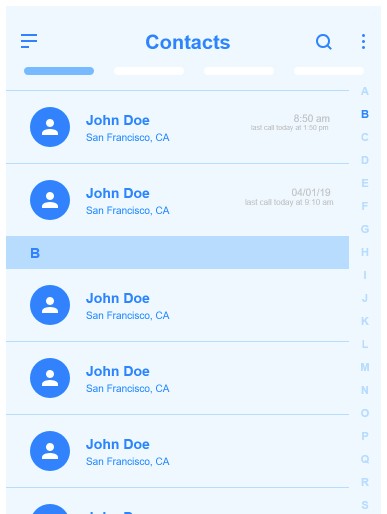 Contacts
A
John Doe
8:50 am
San Francisco, CA
last call today at 1:50 pm
B
C
D
John Doe
04/01/19
San Francisco, CA
last call today at 9:10 am
E
F
G
B
H
I
John Doe
J
San Francisco, CA
K
L
John Doe
M
San Francisco, CA
N
O
John Doe
P
San Francisco, CA
Q
R
S